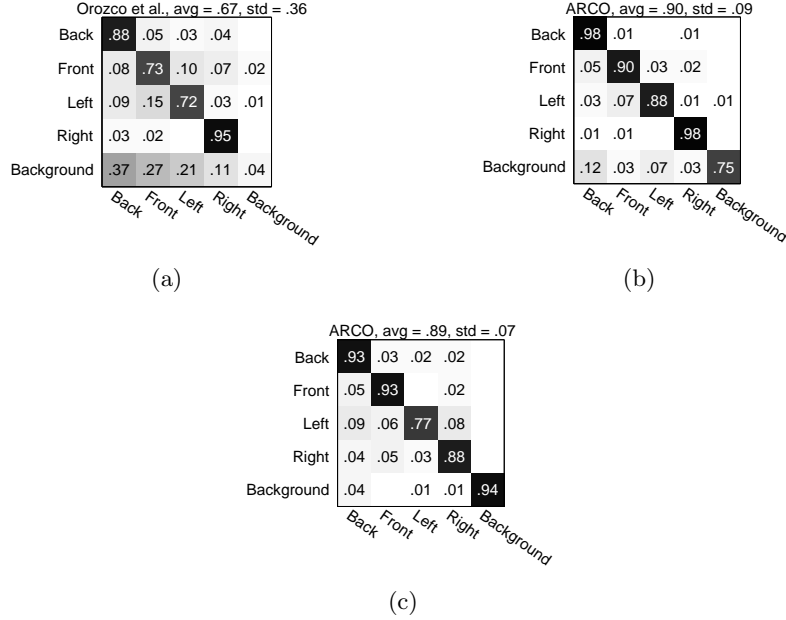 Orozco et al., avg = .67, std = .36
Back .88 .05 .03 .04
Front .08 .73 .10 .07 .02
Left .09 .15 .72 .03 .01
Right .03 .02 .95
Background .37 .27 .21 .11 .04
Back Front Left Right Background
(a)
ARCO, avg = .90, std = .09
Back .98 .01 .01
Front .05 .90 .03 .02
Left .03 .07 .88 .01 .01
Right .01 .01 .98
Background .12 .03 .07 .03 .75
Back Front Left Right Background
(b)
ARCO, avg = .89, std = .07
Back .93 .03 .02 .02
Front .05 .93 .02
Left .09 .06 .77 .08
Right .04 .05 .03 .88
Background .04 .01 .01 .94
Back Front Left Right Background
(c)